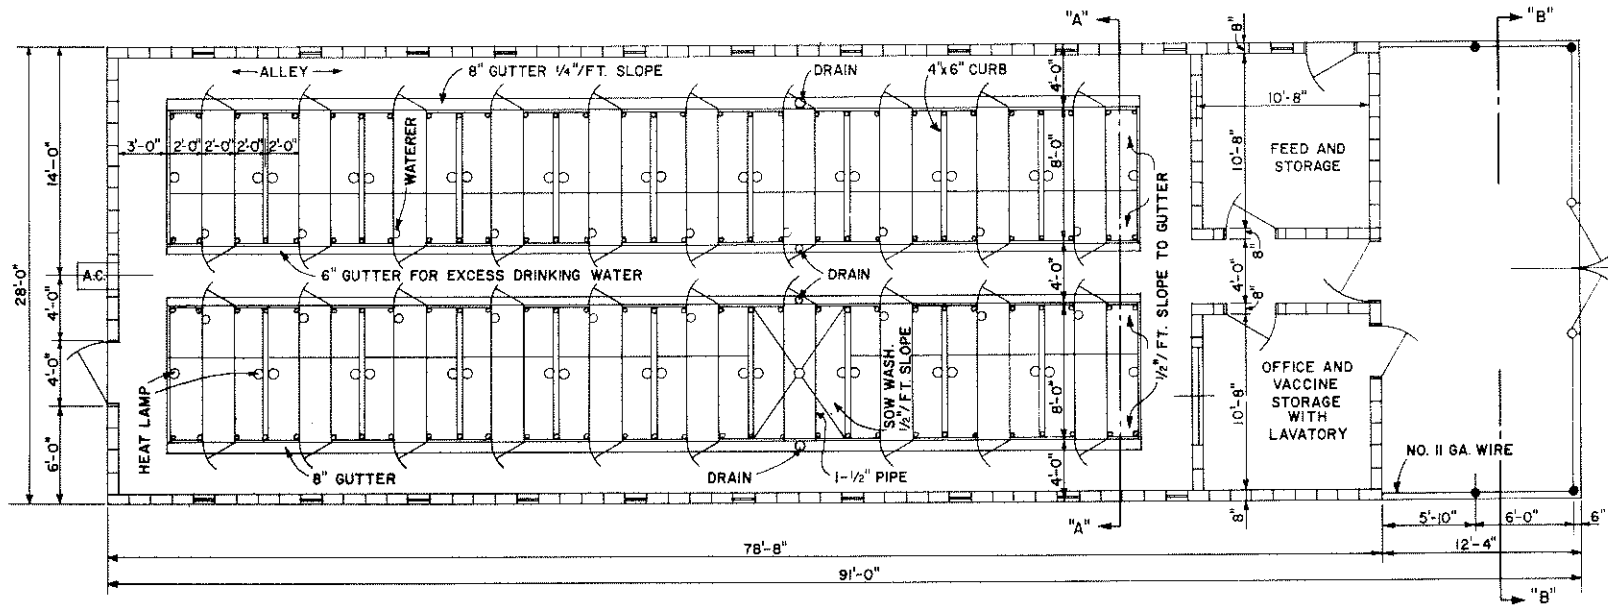 "A"
"B"
8"
ALLEY
8" GUTTER 1/4"/FT. SLOPE
DRAIN
4"x6" CURB
4'-0"
10'-8"
3'-0"
2'-0"
2'-0"
2'-0"
2'-0"
WATERER
14'-0"
8'-0"
10'-8"
FEED AND
STORAGE
1/2"/FT. SLOPE TO GUTTER
28'-0"
A.C.
6" GUTTER FOR EXCESS DRINKING WATER
DRAIN
4'-0"
8"
4'-0"
8"
4'-0"
4'-0"
6'-0"
HEAT LAMP
SOW WASH.
1/2"/FT. SLOPE
8'-0"
10'-8"
OFFICE AND
VACCINE
STORAGE
WITH
LAVATORY
8" GUTTER
DRAIN
1-1/2" PIPE
4'-0"
NO. 11 GA. WIRE
8"
"A"
5'-10"
6'-0"
6"
78'-8"
12'-4"
91'-0"
"B"